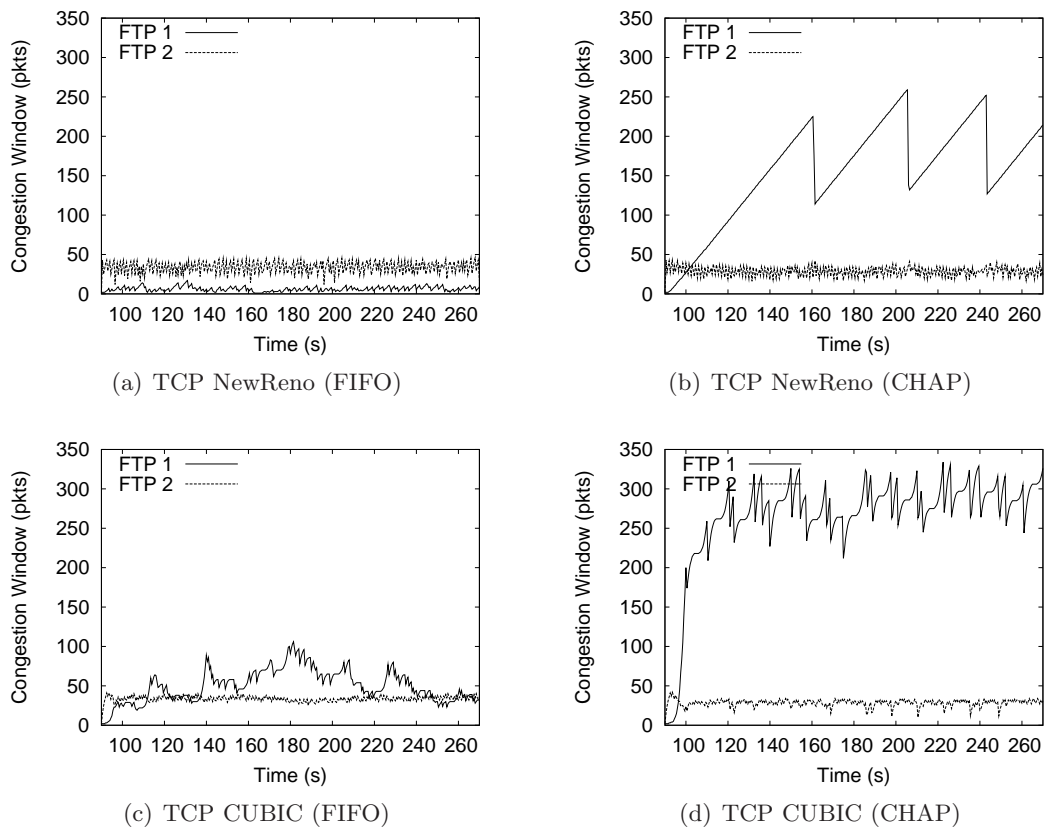 350
300
250
200
150
100
50
0
Congestion Window (pkts)
FTP 1
FTP 2
100 120 140 160 180 200 220 240 260
Time (s)
(a) TCP NewReno (FIFO)
350
300
250
200
150
100
50
0
Congestion Window (pkts)
FTP 1
FTP 2
100 120 140 160 180 200 220 240 260
Time (s)
(b) TCP NewReno (CHAP)
350
300
250
200
150
100
50
0
Congestion Window (pkts)
FTP 1
FTP 2
100 120 140 160 180 200 220 240 260
Time (s)
(c) TCP CUBIC (FIFO)
350
300
250
200
150
100
50
0
Congestion Window (pkts)
FTP 1
FTP 2
100 120 140 160 180 200 220 240 260
Time (s)
(d) TCP CUBIC (CHAP)